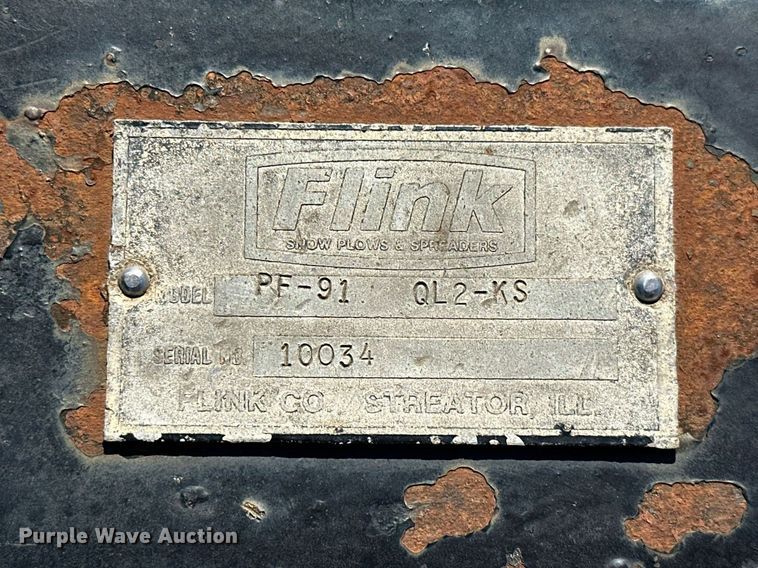 Flink
SNOW PLOWS & SPREADERS
MODEL PF-91 QL2-KS
SERIAL NO. 10034
FLINK CO. STREATOR, ILL.
Purple Wave Auction